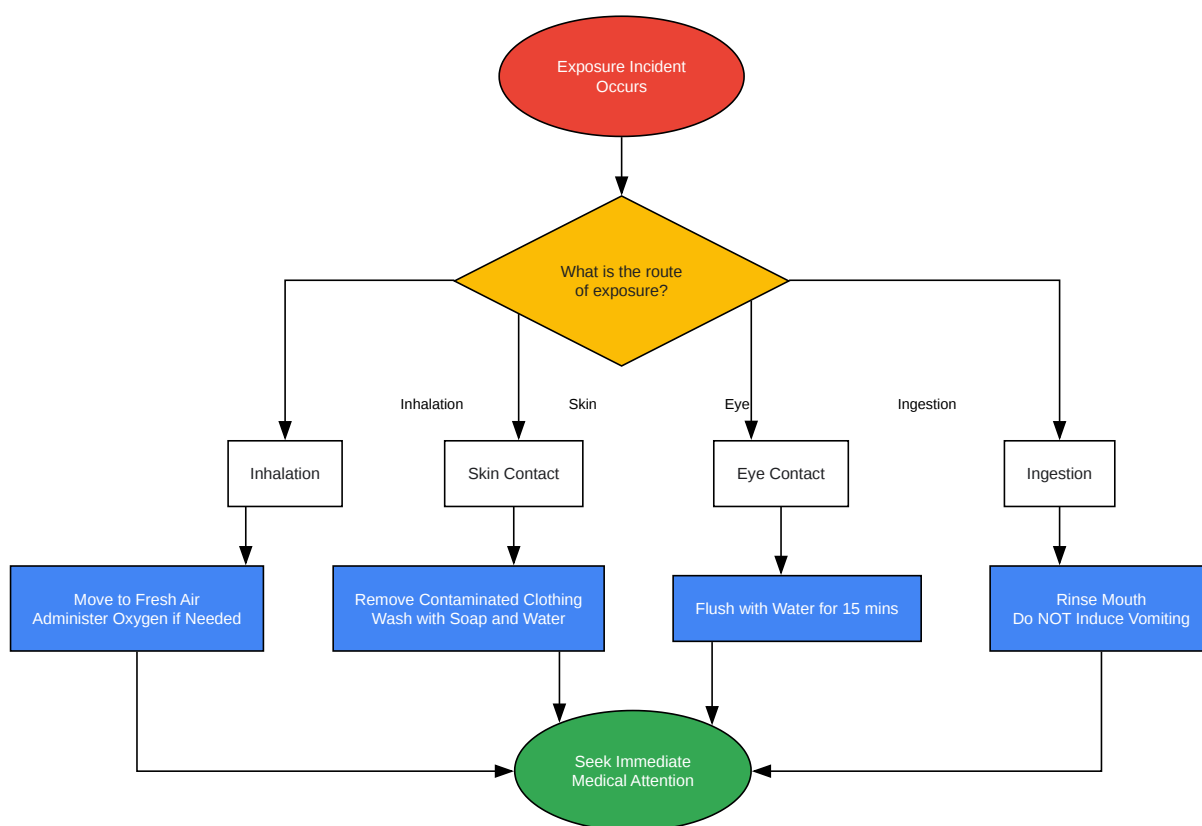 Exposure Incident
Occurs
What is the route
of exposure?
Inhalation
Skin
Eye
Ingestion
Inhalation
Skin Contact
Eye Contact
Ingestion
Move to Fresh Air
Administer Oxygen if Needed
Remove Contaminated Clothing
Wash with Soap and Water
Flush with Water for 15 mins
Rinse Mouth
Do NOT Induce Vomiting
Seek Immediate
Medical Attention